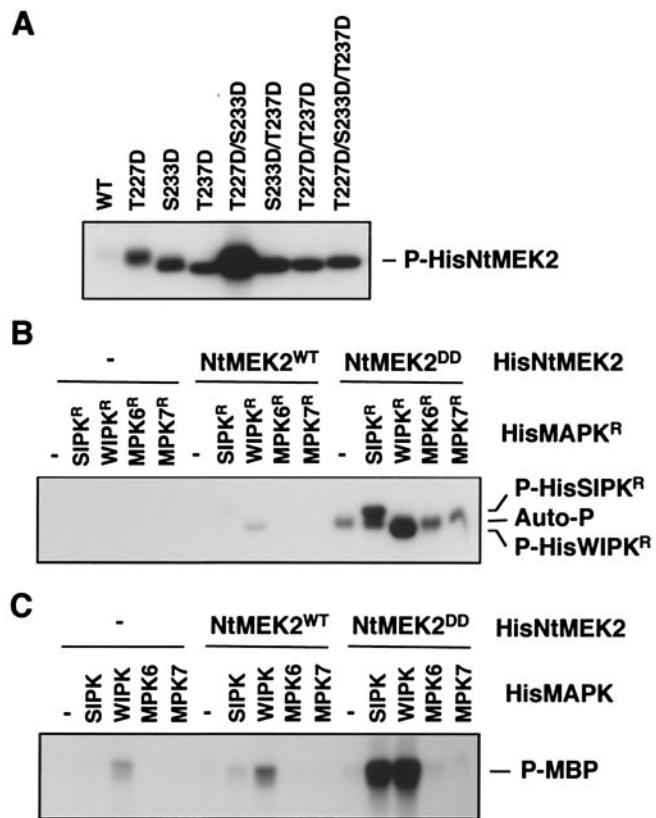 A
WT
T227D
S233D
T237D
T227D/S233D
S233D/T237D
T227D/T237D
T227D/S233D/T237D
– P-HisNtMEK2
B
- NtMEK2WT NtMEK2DD HisNtMEK2
- SIPKR WIPKR MPK6R MPK7R - SIPKR WIPKR MPK6R MPK7R - SIPKR WIPKR MPK6R MPK7R HisMAPKR
P-HisSIPKR
Auto-P
P-HisWIPKR
C
- NtMEK2WT NtMEK2DD HisNtMEK2
- SIPK WIPK MPK6 MPK7 - SIPK WIPK MPK6 MPK7 - SIPK WIPK MPK6 MPK7 HisMAPK
— P-MBP